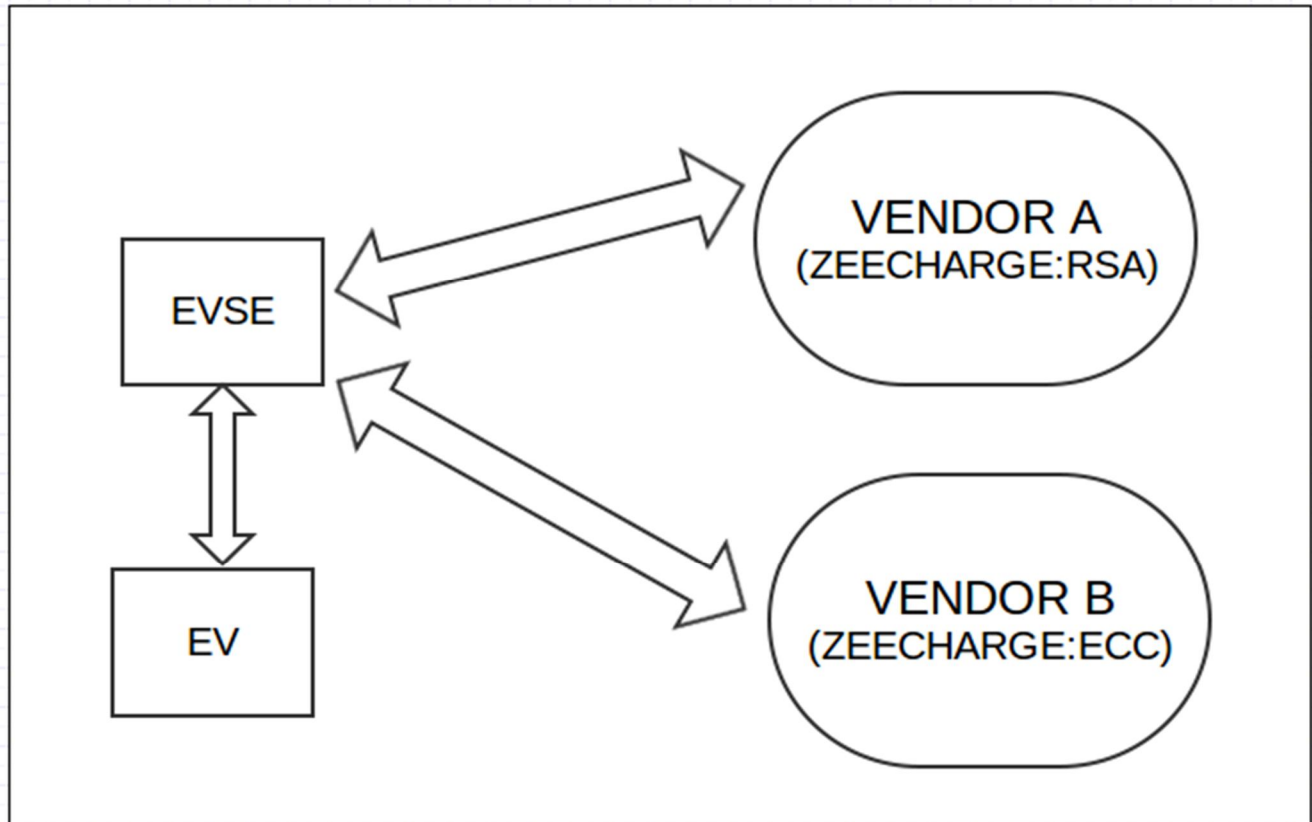 VENDOR A
(ZEECHARGE:RSA)
EVSE
VENDOR B
(ZEECHARGE:ECC)
EV